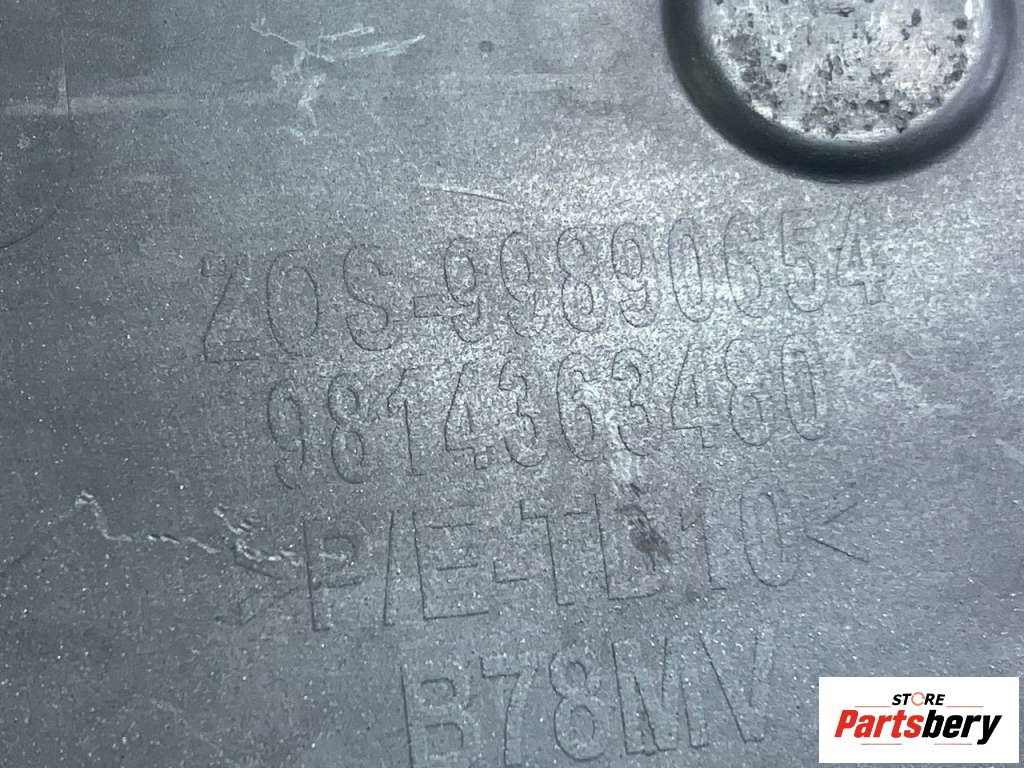 ZOS-99890654
9814363480
>P/E-TD10<
B78MV
STORE
Partsbery